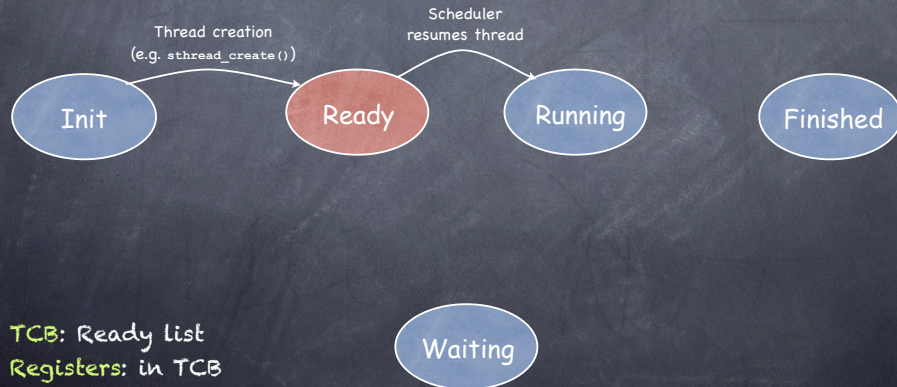 Thread creation
(e.g. sthread_create())
Scheduler
resumes thread
Init
Ready
Running
Finished
Waiting
TCB: Ready list
Registers: in TCB